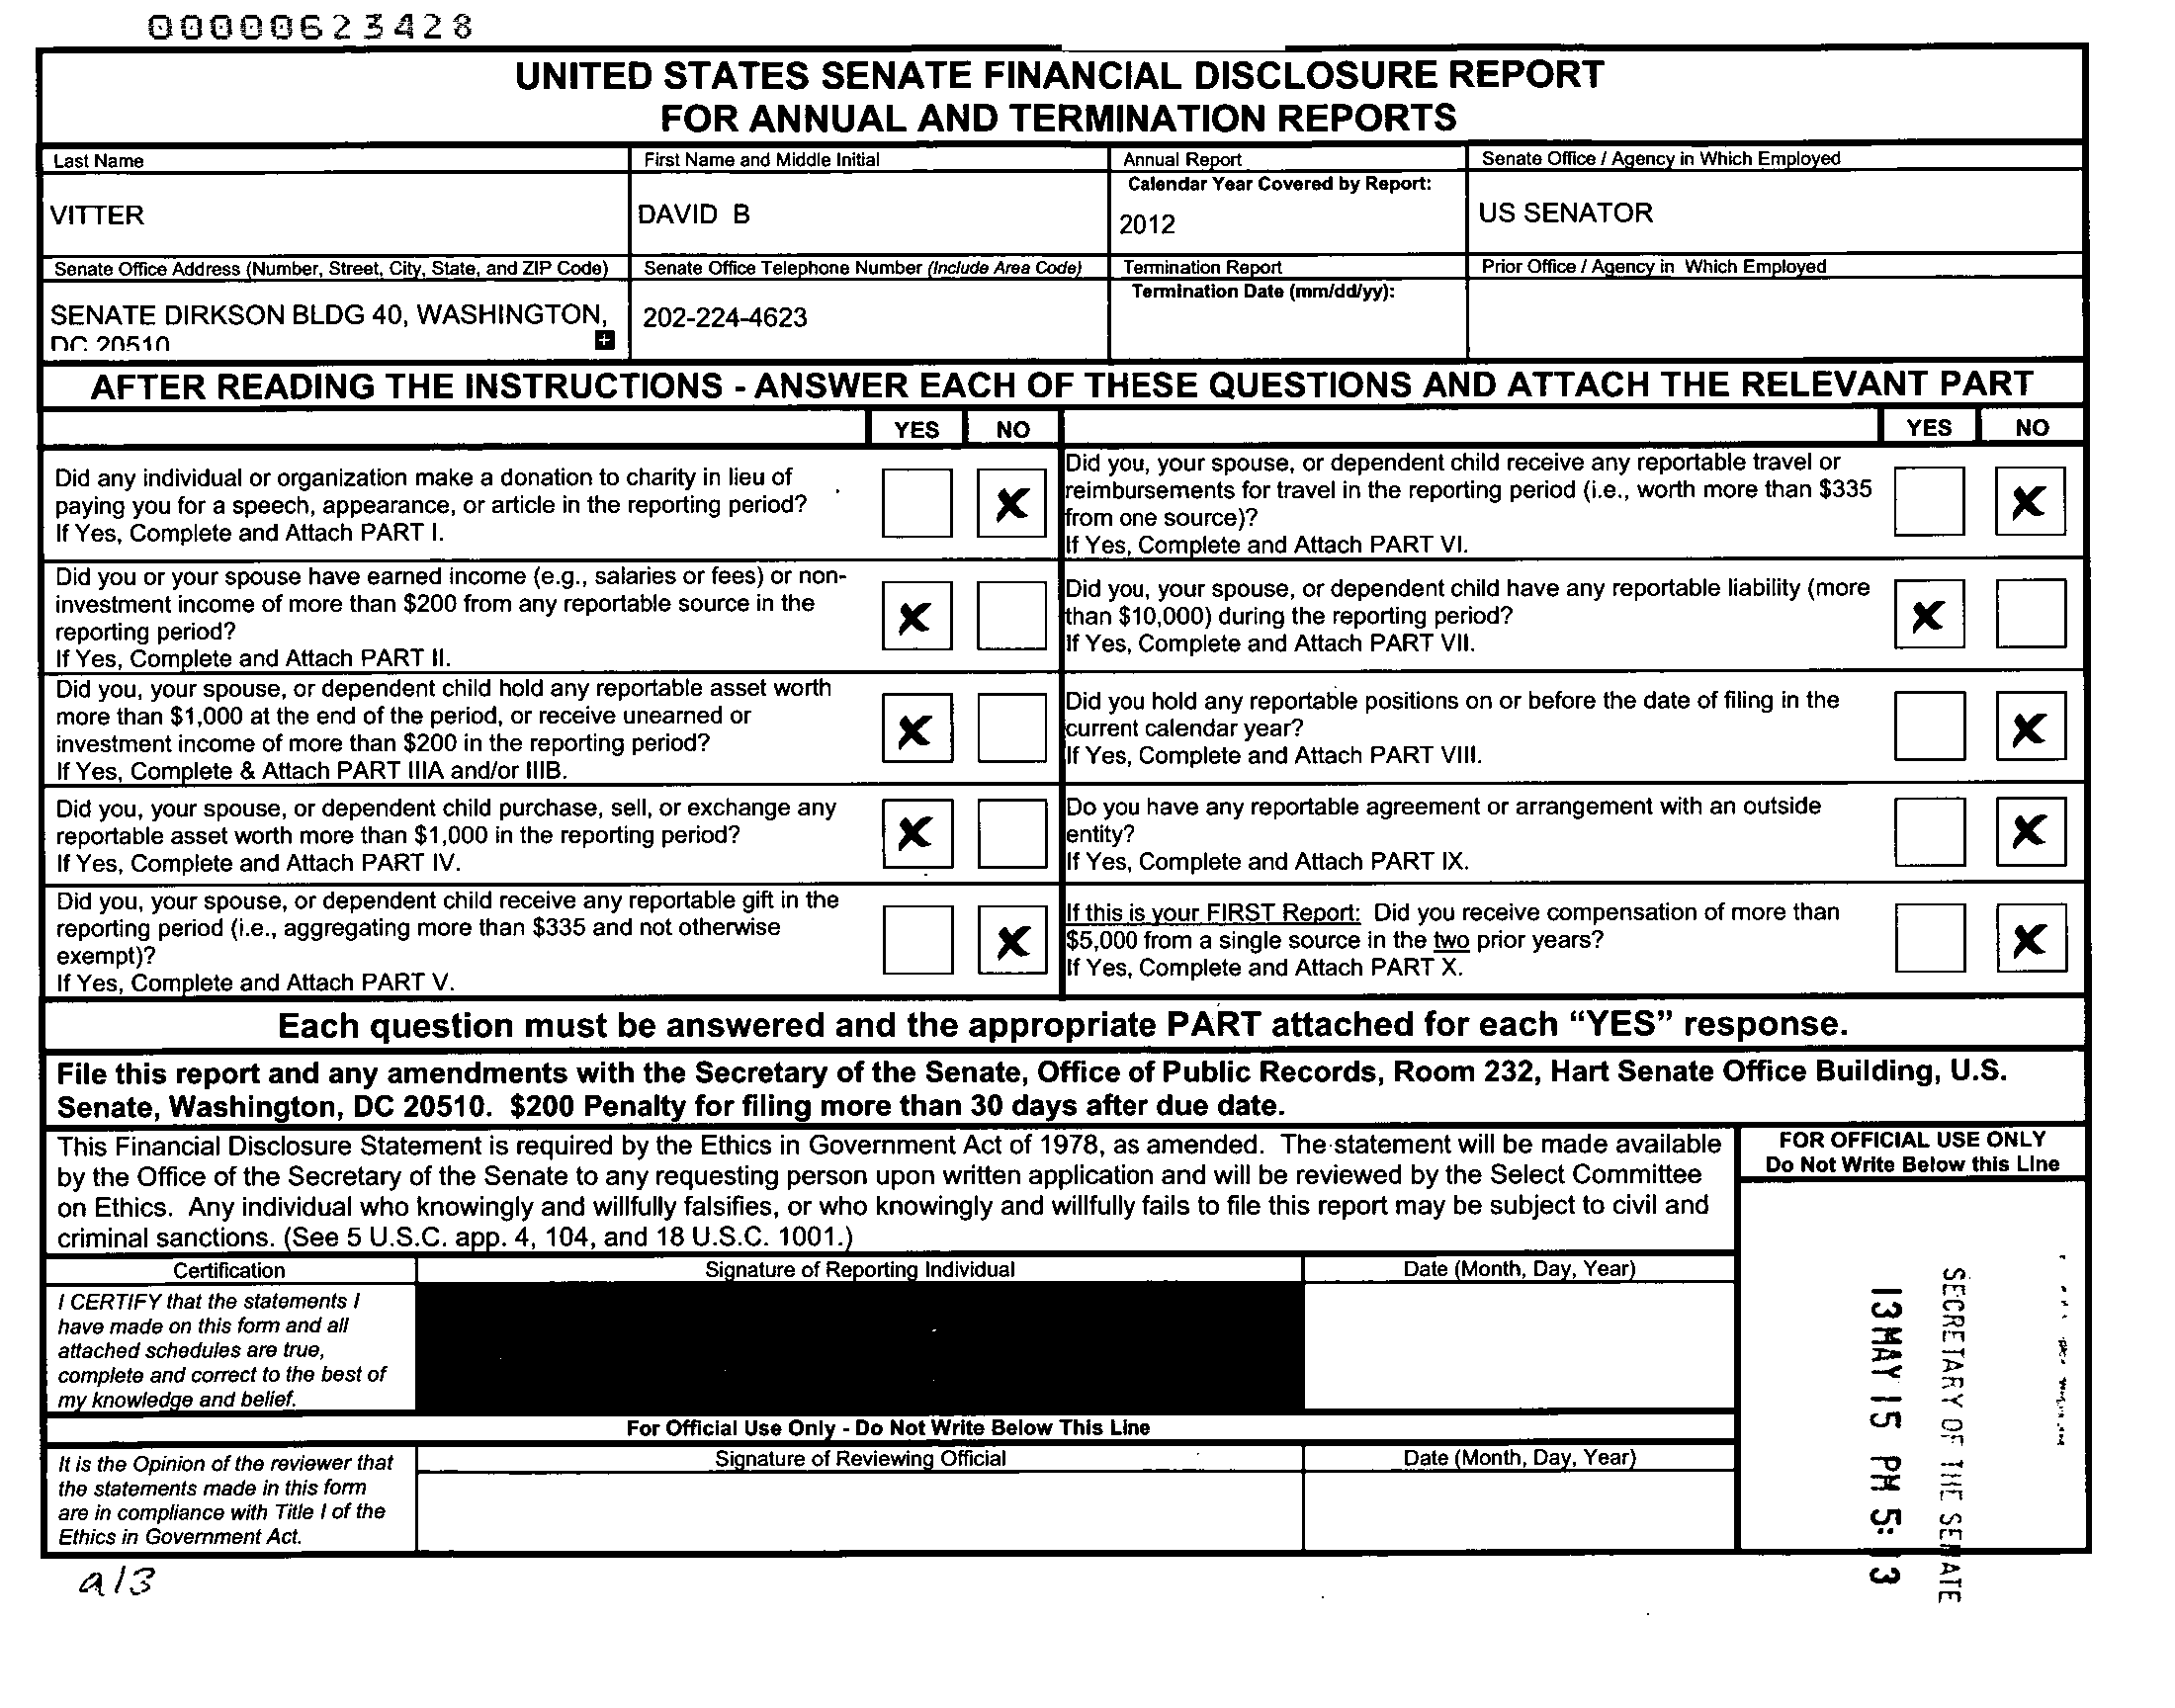 00000623428
UNITED STATES SENATE FINANCIAL DISCLOSURE REPORT
FOR ANNUAL AND TERMINATION REPORTS
Last Name
First Name and Middle Initial
Annual Report
Senate Office / Agency in Which Employed
VITTER
DAVID B
Calendar Year Covered by Report:
2012
US SENATOR
Senate Office Address (Number, Street, City, State, and ZIP Code)
Senate Office Telephone Number (Include Area Code)
Termination Report
Prior Office / Agency in Which Employed
SENATE DIRKSON BLDG 40, WASHINGTON,
DC 20510
202-224-4623
Termination Date (mm/dd/yy):
AFTER READING THE INSTRUCTIONS - ANSWER EACH OF THESE QUESTIONS AND ATTACH THE RELEVANT PART
YES NO
YES NO
Did any individual or organization make a donation to charity in lieu of
paying you for a speech, appearance, or article in the reporting period?
If Yes, Complete and Attach PART I.
Did you, your spouse, or dependent child receive any reportable travel or
reimbursements for travel in the reporting period (i.e., worth more than $335
from one source)?
If Yes, Complete and Attach PART VI.
Did you or your spouse have earned income (e.g., salaries or fees) or non-
investment income of more than $200 from any reportable source in the
reporting period?
If Yes, Complete and Attach PART II.
Did you, your spouse, or dependent child have any reportable liability (more
than $10,000) during the reporting period?
If Yes, Complete and Attach PART VII.
Did you, your spouse, or dependent child hold any reportable asset worth
more than $1,000 at the end of the period, or receive unearned or
investment income of more than $200 in the reporting period?
If Yes, Complete & Attach PART IIIA and/or IIIB.
Did you hold any reportable positions on or before the date of filing in the
current calendar year?
If Yes, Complete and Attach PART VIII.
Did you, your spouse, or dependent child purchase, sell, or exchange any
reportable asset worth more than $1,000 in the reporting period?
If Yes, Complete and Attach PART IV.
Do you have any reportable agreement or arrangement with an outside
entity?
If Yes, Complete and Attach PART IX.
Did you, your spouse, or dependent child receive any reportable gift in the
reporting period (i.e., aggregating more than $335 and not otherwise
exempt)?
If Yes, Complete and Attach PART V.
If this is your FIRST Report: Did you receive compensation of more than
$5,000 from a single source in the two prior years?
If Yes, Complete and Attach PART X.
Each question must be answered and the appropriate PART attached for each “YES” response.
File this report and any amendments with the Secretary of the Senate, Office of Public Records, Room 232, Hart Senate Office Building, U.S.
Senate, Washington, DC 20510. $200 Penalty for filing more than 30 days after due date.
This Financial Disclosure Statement is required by the Ethics in Government Act of 1978, as amended. The statement will be made available
by the Office of the Secretary of the Senate to any requesting person upon written application and will be reviewed by the Select Committee
on Ethics. Any individual who knowingly and willfully falsifies, or who knowingly and willfully fails to file this report may be subject to civil and
criminal sanctions. (See 5 U.S.C. app. 4, 104, and 18 U.S.C. 1001.)
FOR OFFICIAL USE ONLY
Do Not Write Below this Line
Certification
Signature of Reporting Individual
Date (Month, Day, Year)
I CERTIFY that the statements I
have made on this form and all
attached schedules are true,
complete and correct to the best of
my knowledge and belief.
For Official Use Only - Do Not Write Below This Line
It is the Opinion of the reviewer that
the statements made in this form
are in compliance with Title I of the
Ethics in Government Act.
Signature of Reviewing Official
Date (Month, Day, Year)
SECRETARY OF THE SENATE
13 MAY 15 PM 5:13
a13